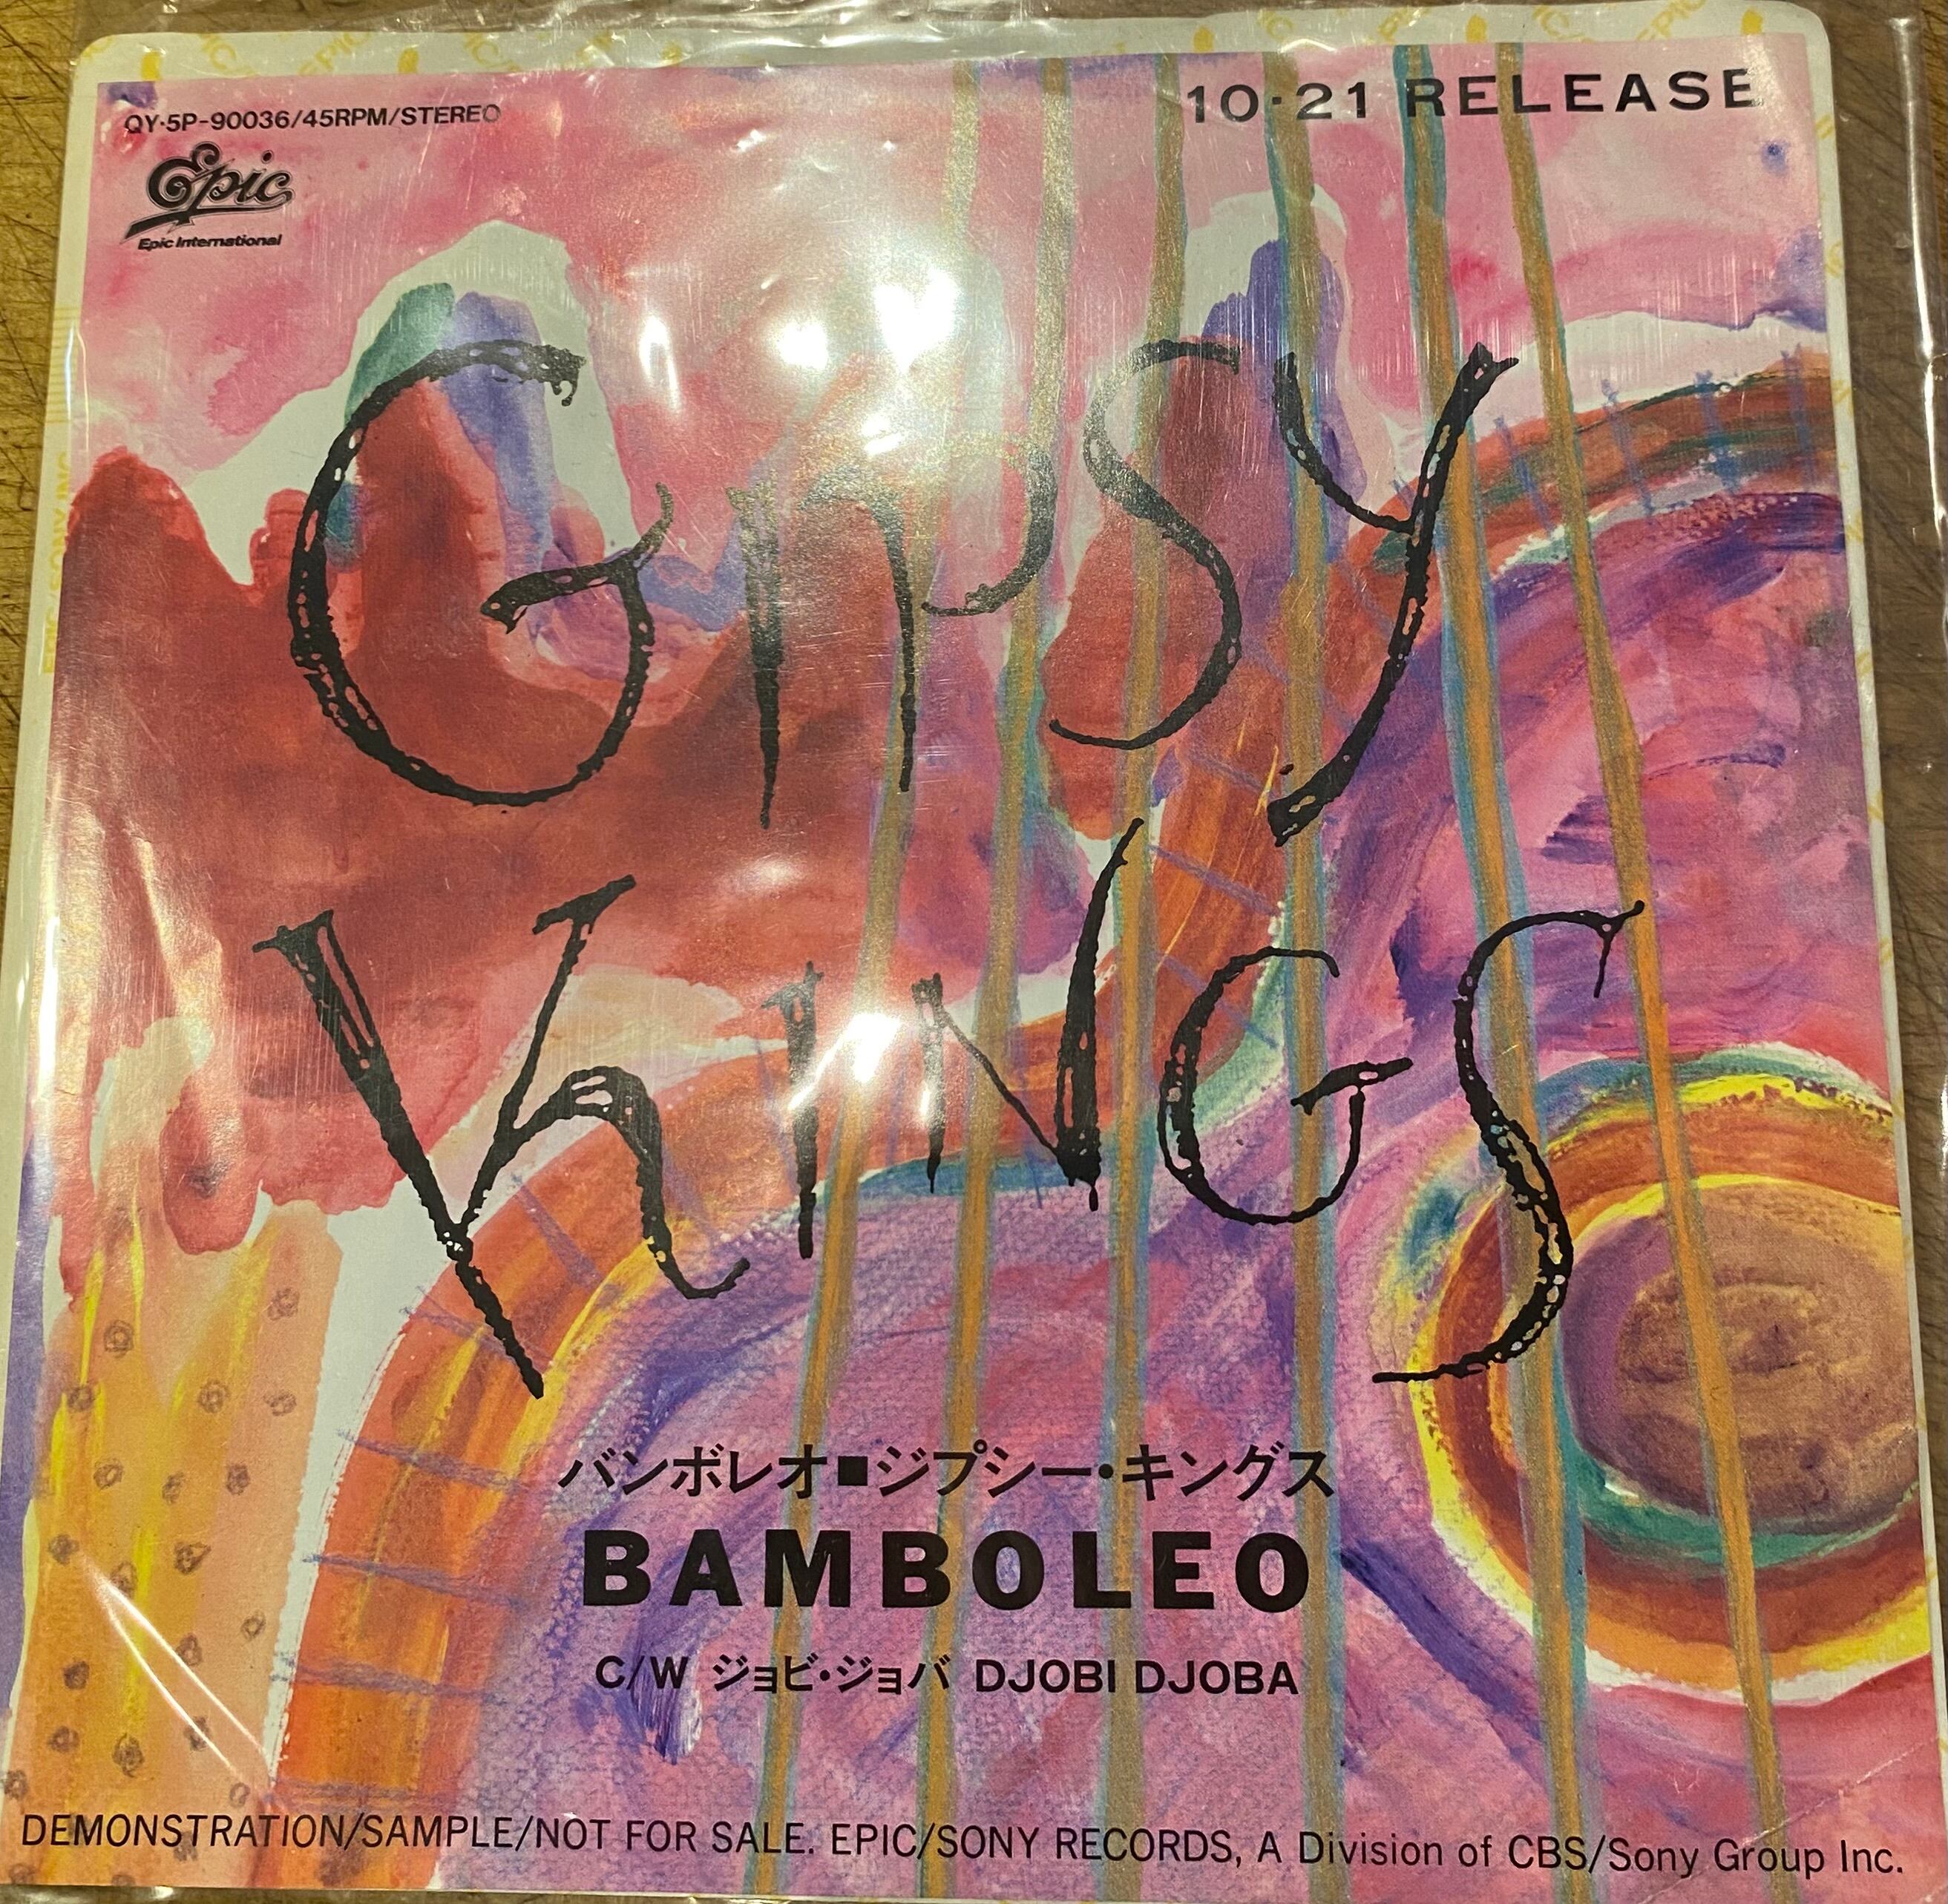 QY·5P-90036/45RPM/STEREO
10·21 RELEASE
Epic
Epic International
GIPSY
KINGS
バンボレオ■ジプシー・キングス
BAMBOLEO
C/W ジョビ・ジョバ DJOBI DJOBA
DEMONSTRATION/SAMPLE/NOT FOR SALE. EPIC/SONY RECORDS, A Division of CBS/Sony Group Inc.